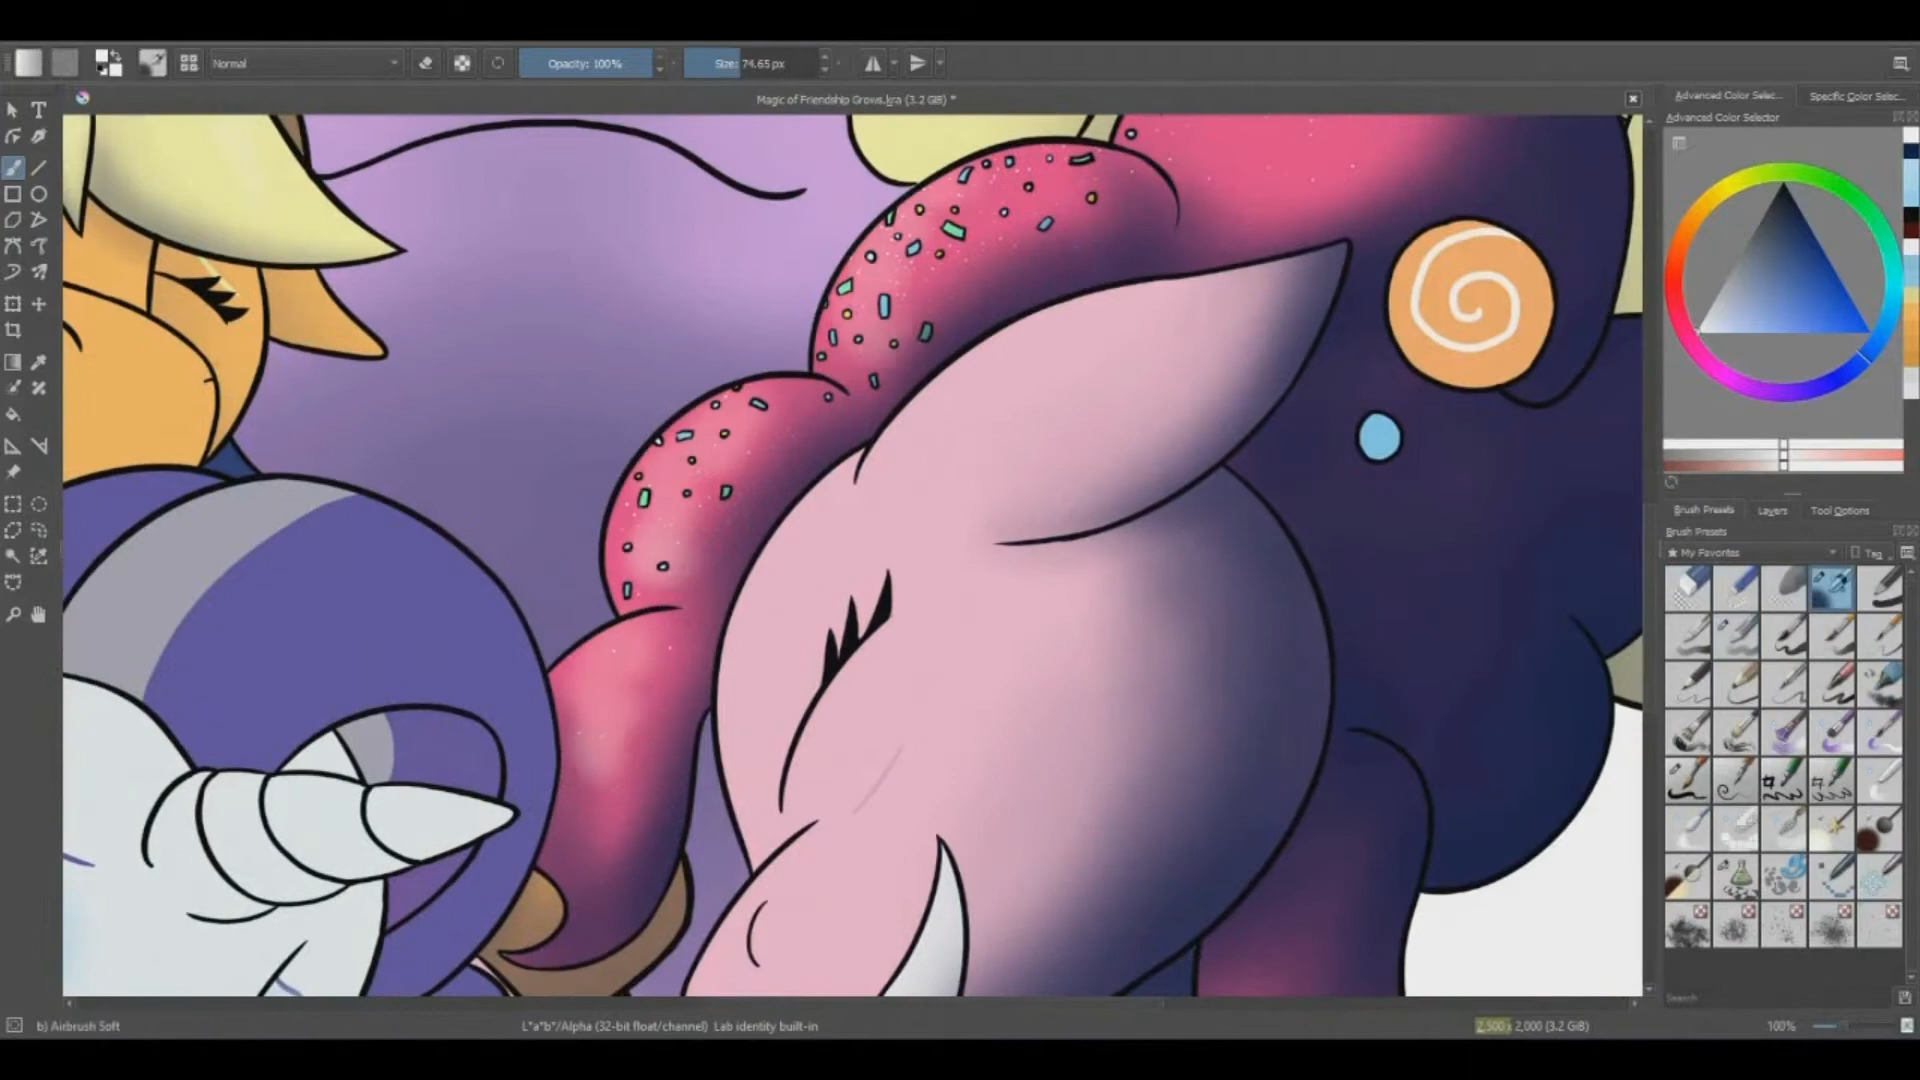 Normal
Opacity: 100%
Size: 74.65 px
Magic of Friendship Grows.kra (3.2 GiB) *
Advanced Color Selec...
Specific Color Selec...
Advanced Color Selector
Brush Presets
Layers
Tool Options
Brush Presets
★ My Favorites
Tag
Search
b) Airbrush Soft
L*a*b*/Alpha (32-bit float/channel) Lab identity built-in
2,500 x 2,000 (3.2 GiB)
100%